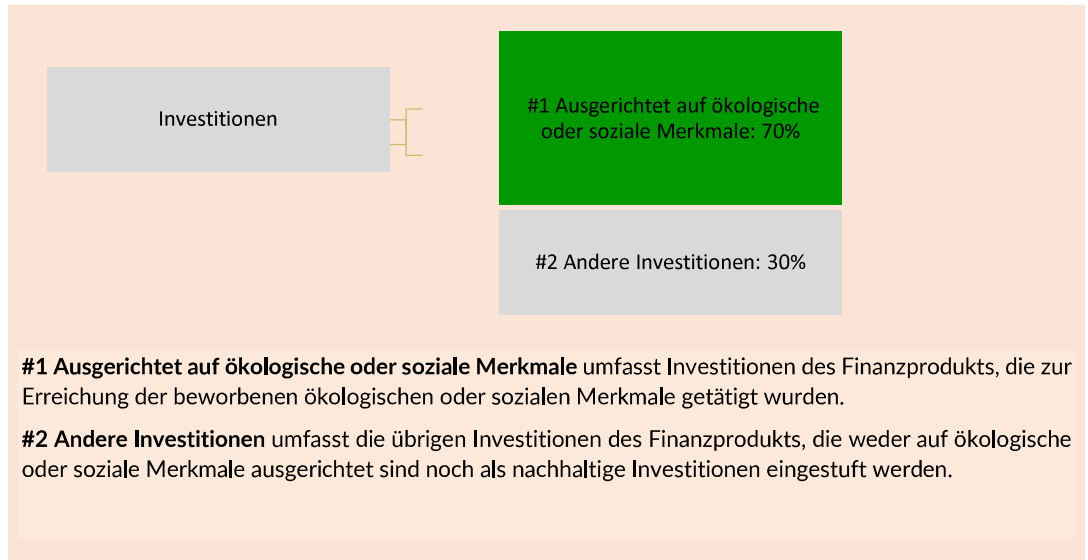 Investitionen
#1 Ausgerichtet auf ökologische
oder soziale Merkmale: 70%
#2 Andere Investitionen: 30%
#1 Ausgerichtet auf ökologische oder soziale Merkmale umfasst Investitionen des Finanzprodukts, die zur
Erreichung der beworbenen ökologischen oder sozialen Merkmale getätigt wurden.
#2 Andere Investitionen umfasst die übrigen Investitionen des Finanzprodukts, die weder auf ökologische
oder soziale Merkmale ausgerichtet sind noch als nachhaltige Investitionen eingestuft werden.